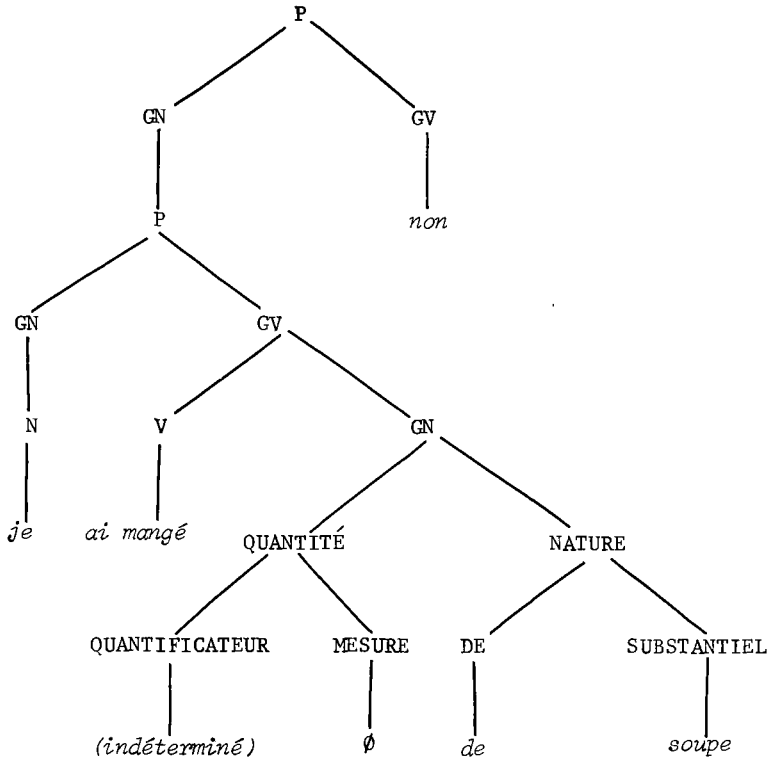 P
GN GV
P non
GN GV
N V GN
je ai mangé QUANTITÉ NATURE
QUANTIFICATEUR MESURE DE SUBSTANTIEL
(indéterminé) ∅ de soupe